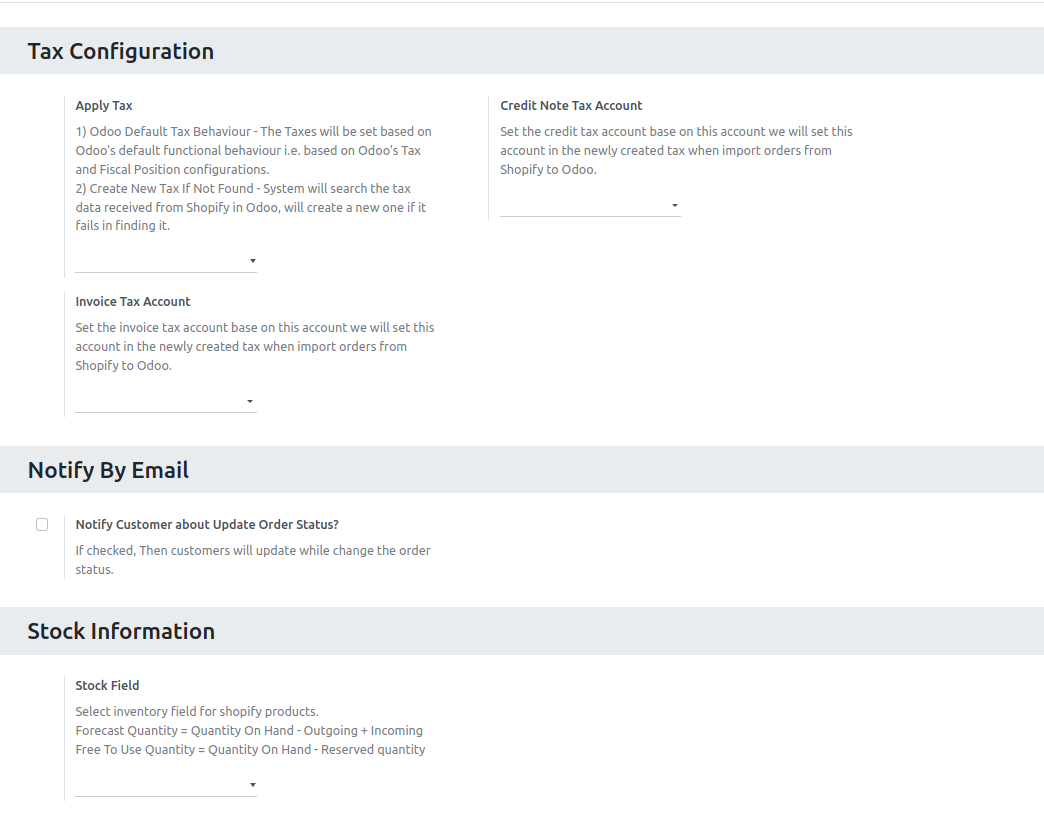 Tax Configuration
Apply Tax
1) Odoo Default Tax Behaviour - The Taxes will be set based on
Odoo's default functional behaviour i.e. based on Odoo's Tax
and Fiscal Position configurations.
2) Create New Tax If Not Found - System will search the tax
data received from Shopify in Odoo, will create a new one if it
fails in finding it.
Credit Note Tax Account
Set the credit tax account base on this account we will set this
account in the newly created tax when import orders from
Shopify to Odoo.
Invoice Tax Account
Set the invoice tax account base on this account we will set this
account in the newly created tax when import orders from
Shopify to Odoo.
Notify By Email
Notify Customer about Update Order Status?
If checked, Then customers will update while change the order
status.
Stock Information
Stock Field
Select inventory field for shopify products.
Forecast Quantity = Quantity On Hand - Outgoing + Incoming
Free To Use Quantity = Quantity On Hand - Reserved quantity